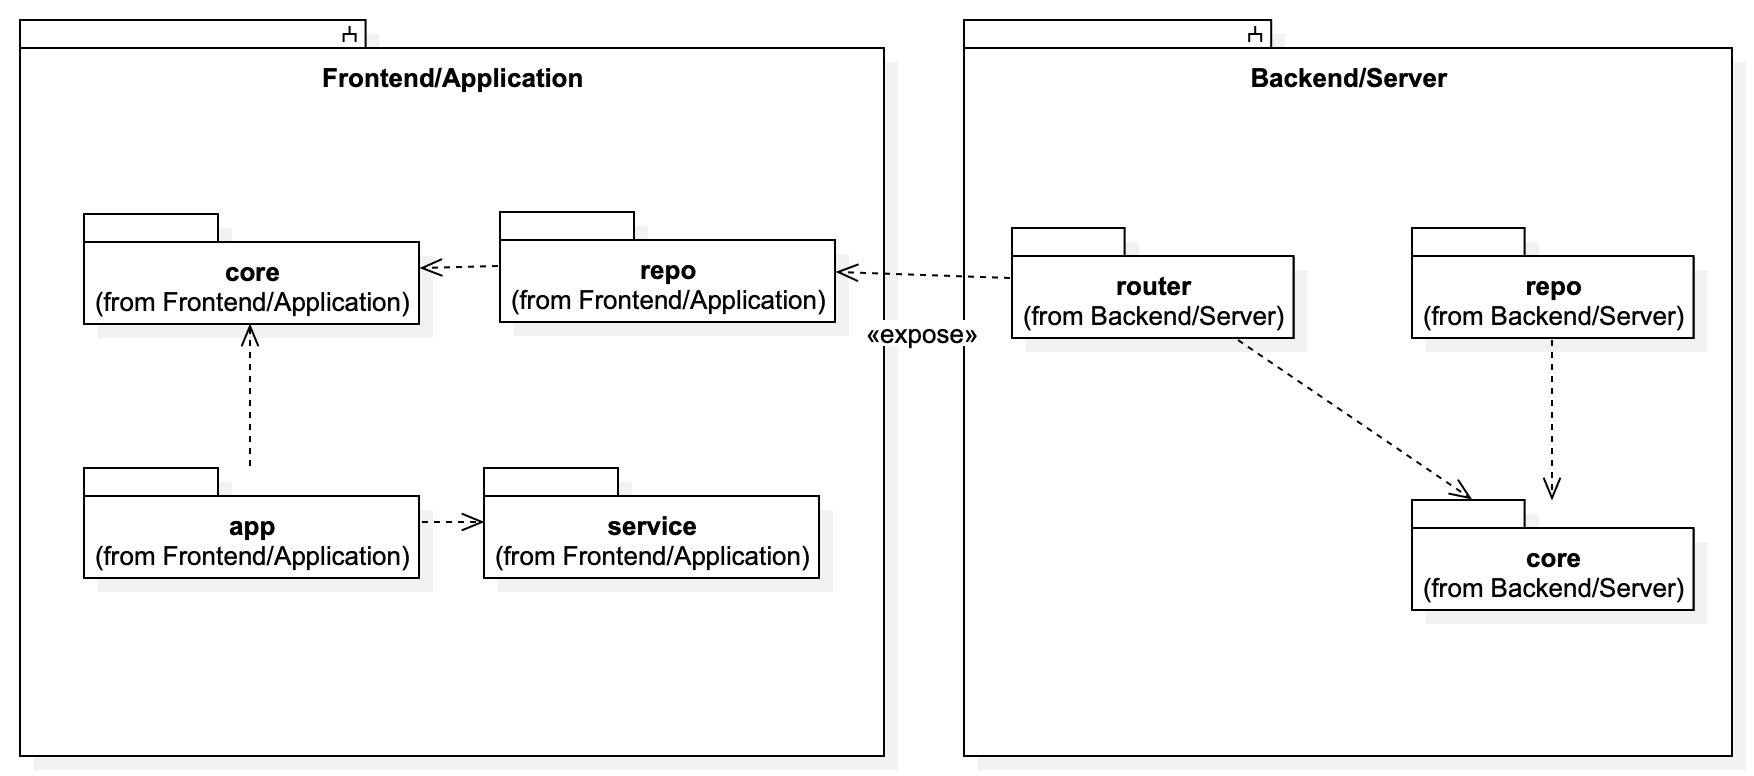 Frontend/Application
Backend/Server
core
(from Frontend/Application)
repo
(from Frontend/Application)
«expose»
router
(from Backend/Server)
repo
(from Backend/Server)
app
(from Frontend/Application)
service
(from Frontend/Application)
core
(from Backend/Server)